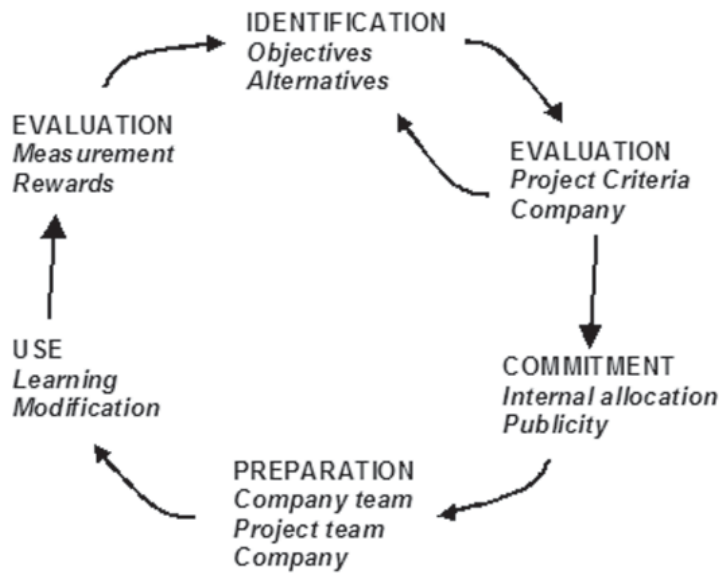 IDENTIFICATION
Objectives
Alternatives
EVALUATION
Project Criteria
Company
COMMITMENT
Internal allocation
Publicity
PREPARATION
Company team
Project team
Company
USE
Learning
Modification
EVALUATION
Measurement
Rewards